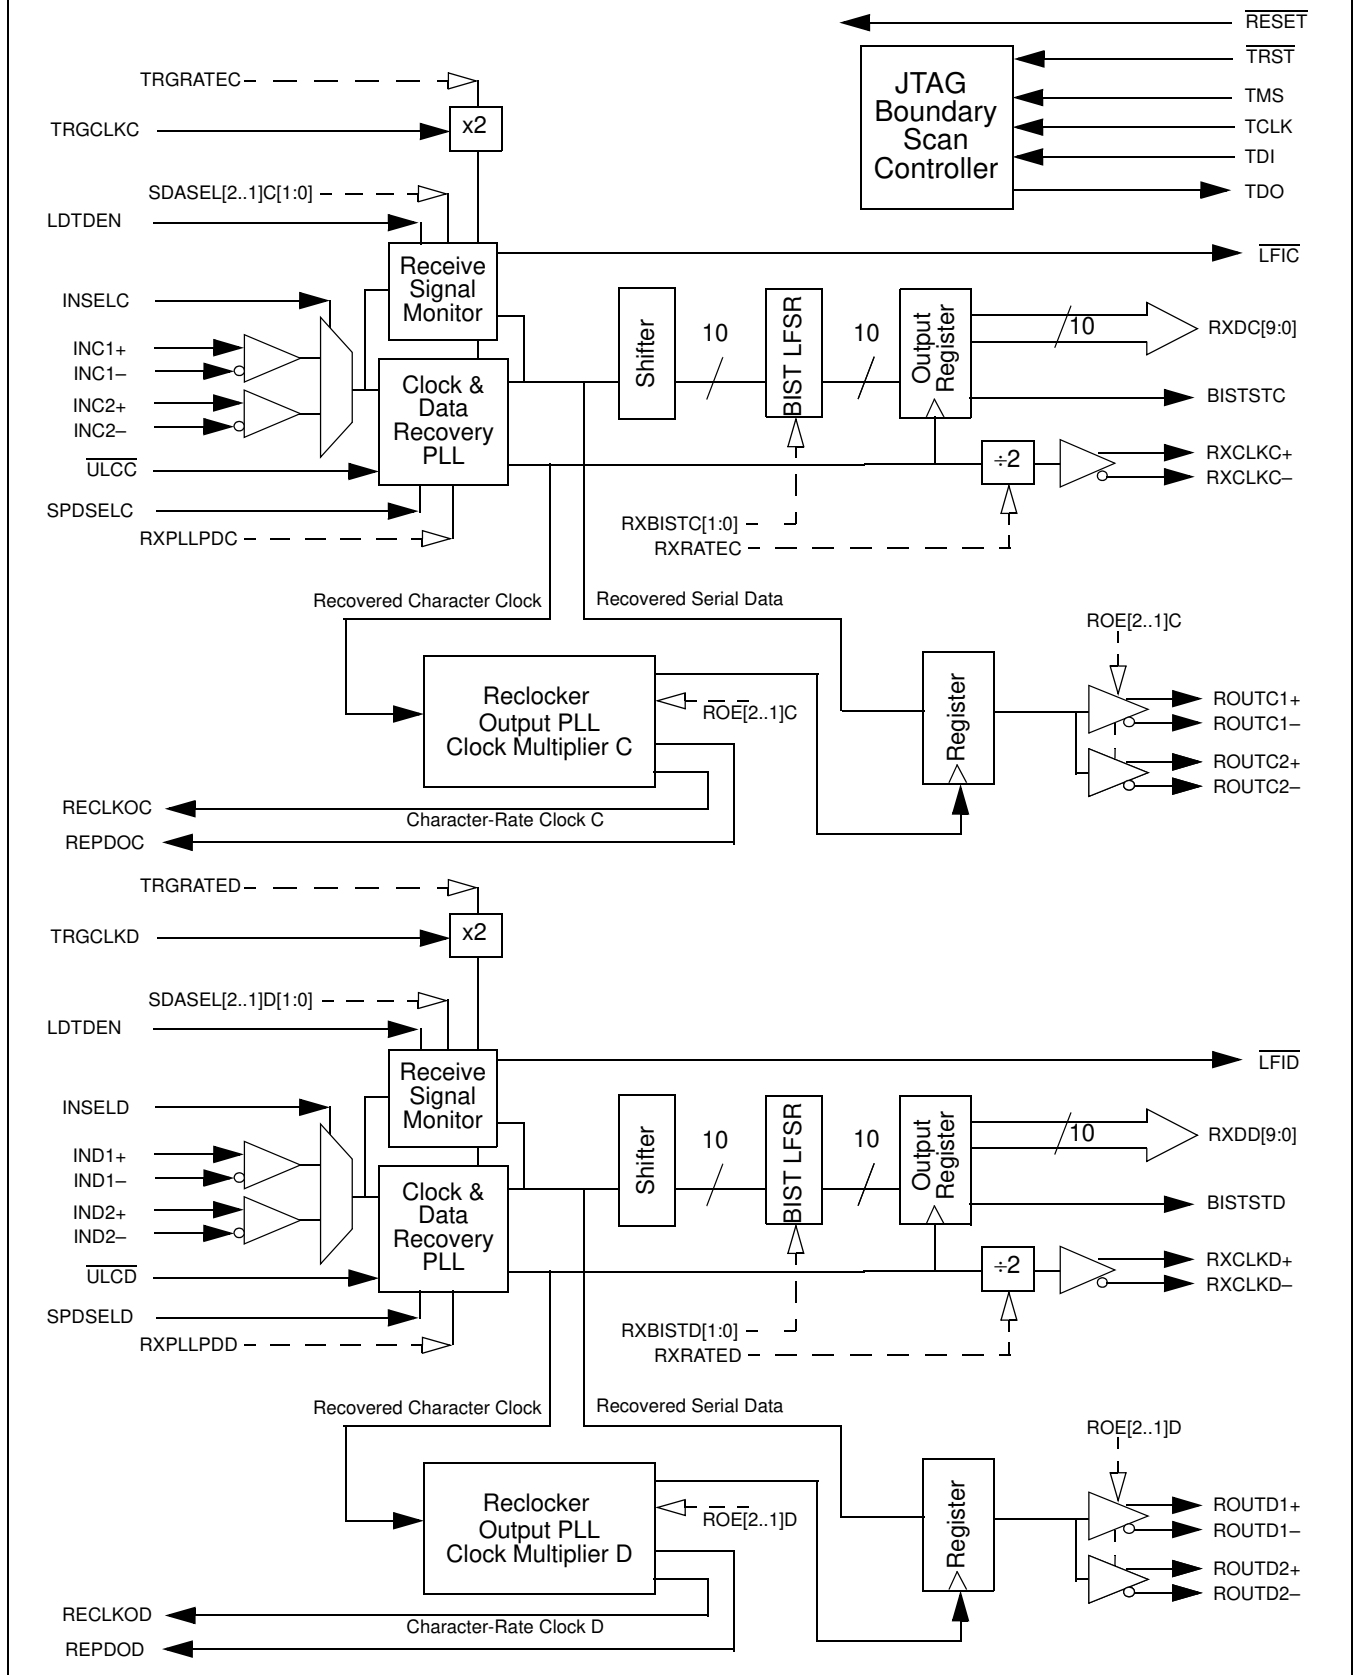 RESET
TRST
TRGRATEC
JTAG
Boundary
Scan
Controller
TMS
TRGCLKC
x2
TCLK
TDI
SDASEL[2..1]C[1:0]
TDO
LDTDEN
Receive
Signal
Monitor
LFIC
INSELC
Shifter
10
BIST LFSR
10
Output
Register
10
RXDC[9:0]
INC1+
INC1–
INC2+
INC2–
Clock &
Data
Recovery
PLL
BISTSTC
ULCC
÷2
RXCLKC+
RXCLKC–
SPDSELC
RXPLLPDC
RXBISTC[1:0]
RXRATEC
Recovered Character Clock
Recovered Serial Data
ROE[2..1]C
Reclocker
Output PLL
Clock Multiplier C
ROE[2..1]C
Register
ROUTC1+
ROUTC1–
ROUTC2+
ROUTC2–
RECLKOC
Character-Rate Clock C
REPDOC
TRGRATED
TRGCLKD
x2
SDASEL[2..1]D[1:0]
LDTDEN
Receive
Signal
Monitor
LFID
INSELD
Shifter
10
BIST LFSR
10
Output
Register
10
RXDD[9:0]
IND1+
IND1–
IND2+
IND2–
Clock &
Data
Recovery
PLL
BISTSTD
ULCD
÷2
RXCLKD+
RXCLKD–
SPDSELD
RXPLLPDD
RXBISTD[1:0]
RXRATED
Recovered Character Clock
Recovered Serial Data
ROE[2..1]D
Reclocker
Output PLL
Clock Multiplier D
ROE[2..1]D
Register
ROUTD1+
ROUTD1–
ROUTD2+
ROUTD2–
RECLKOD
Character-Rate Clock D
REPDOD